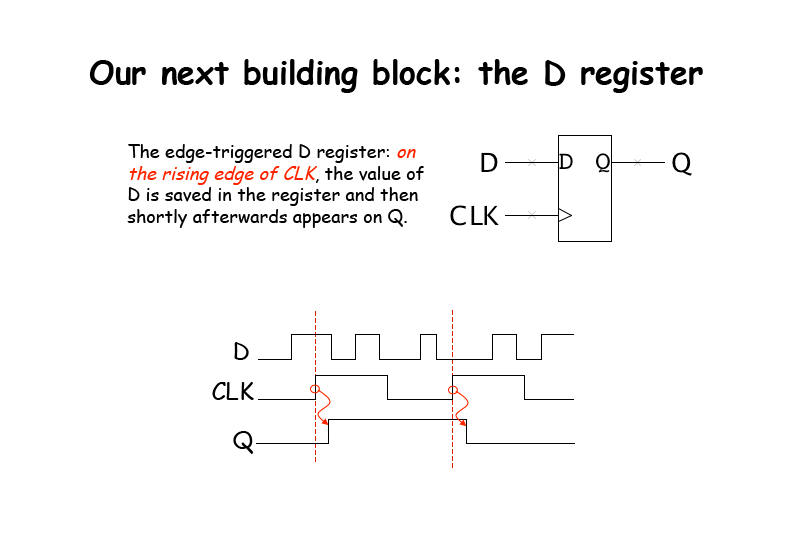 Our next building block: the D register
The edge-triggered D register: on
the rising edge of CLK, the value of
D is saved in the register and then
shortly afterwards appears on Q.
D D Q Q
CLK
D
CLK
Q